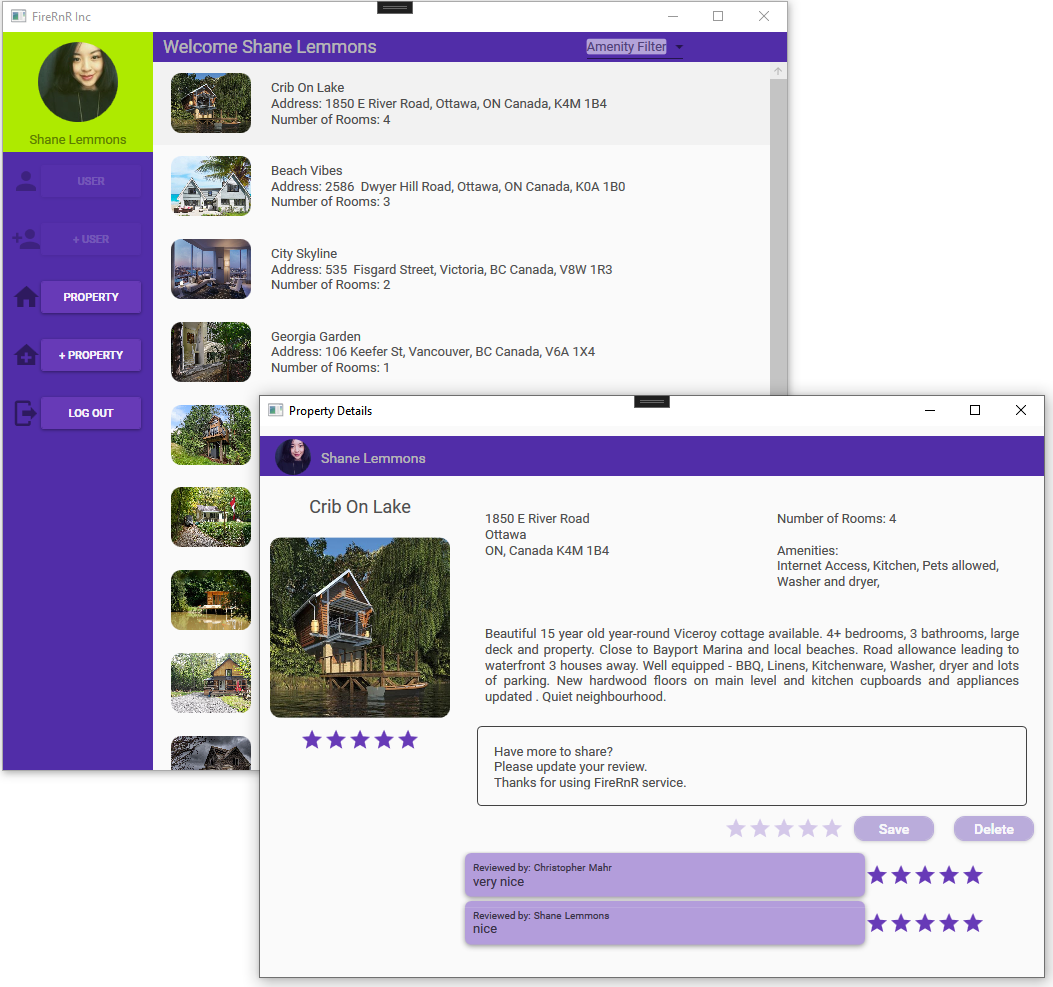 FireRnR Inc
Shane Lemmons
USER
+ USER
PROPERTY
+ PROPERTY
LOG OUT
Welcome Shane Lemmons
Amenity Filter
Crib On Lake
Address: 1850 E River Road, Ottawa, ON Canada, K4M 1B4
Number of Rooms: 4
Beach Vibes
Address: 2586  Dwyer Hill Road, Ottawa, ON Canada, K0A 1B0
Number of Rooms: 3
City Skyline
Address: 535  Fisgard Street, Victoria, BC Canada, V8W 1R3
Number of Rooms: 2
Georgia Garden
Address: 106 Keefer St, Vancouver, BC Canada, V6A 1X4
Number of Rooms: 1
Property Details
Shane Lemmons
Crib On Lake
1850 E River Road
Ottawa
ON, Canada K4M 1B4
Number of Rooms: 4
Amenities:
Internet Access, Kitchen, Pets allowed,
Washer and dryer,
Beautiful 15 year old year-round Viceroy cottage available. 4+ bedrooms, 3 bathrooms, large
deck and property. Close to Bayport Marina and local beaches. Road allowance leading to
waterfront 3 houses away. Well equipped - BBQ, Linens, Kitchenware, Washer, dryer and lots
of parking. New hardwood floors on main level and kitchen cupboards and appliances
updated . Quiet neighbourhood.
Have more to share?
Please update your review.
Thanks for using FireRnR service.
Save
Delete
Reviewed by: Christopher Mahr
very nice
Reviewed by: Shane Lemmons
nice